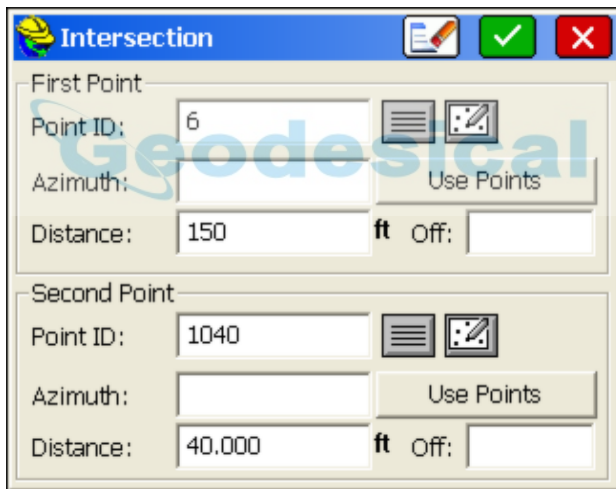 Intersection
First Point
Point ID: 6
Geodesical
Azimuth: Use Points
Distance: 150 ft Off:
Second Point
Point ID: 1040
Azimuth: Use Points
Distance: 40.000 ft Off: